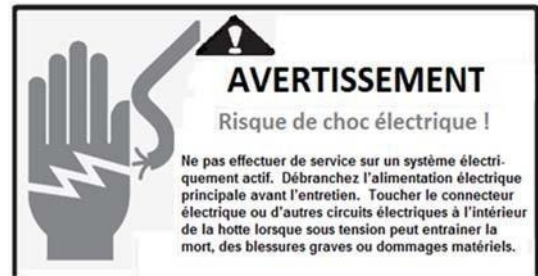 AVERTISSEMENT
Risque de choc électrique !
Ne pas effectuer de service sur un système électri-
quement actif. Débranchez l'alimentation électrique
principale avant l'entretien. Toucher le connecteur
électrique ou d'autres circuits électriques à l'intérieur
de la hotte lorsque sous tension peut entrainer la
mort, des blessures graves ou dommages matériels.